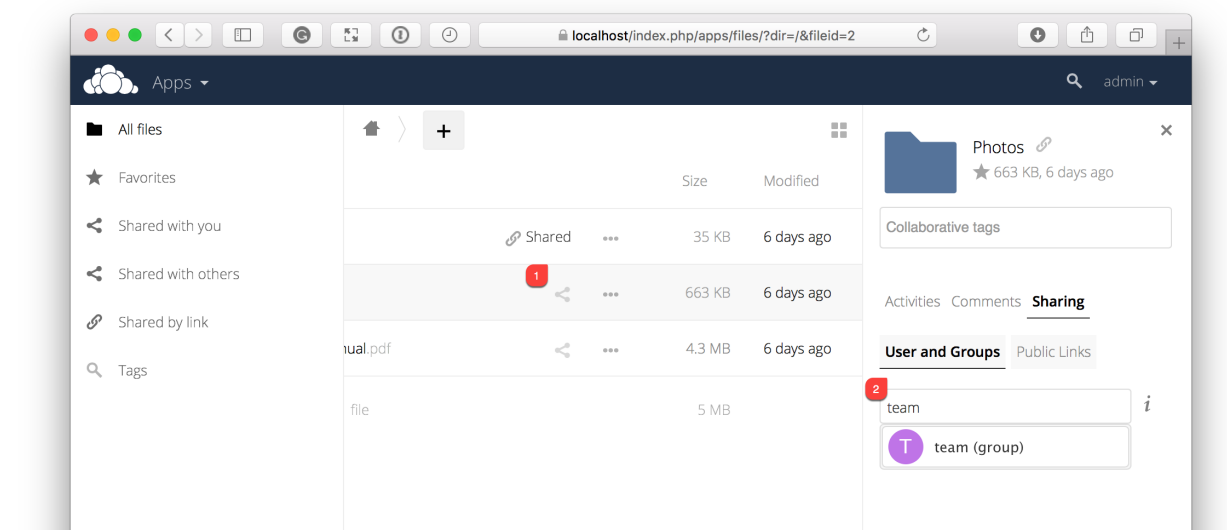 localhost/index.php/apps/files/?dir=/&fileid=2
Apps
admin
All files
Favorites
Shared with you
Shared with others
Shared by link
Tags
Size Modified
Shared 35 KB 6 days ago
1
663 KB 6 days ago
nual.pdf 4.3 MB 6 days ago
file 5 MB
Photos
663 KB, 6 days ago
Collaborative tags
Activities Comments Sharing
User and Groups Public Links
2
team
i
T team (group)